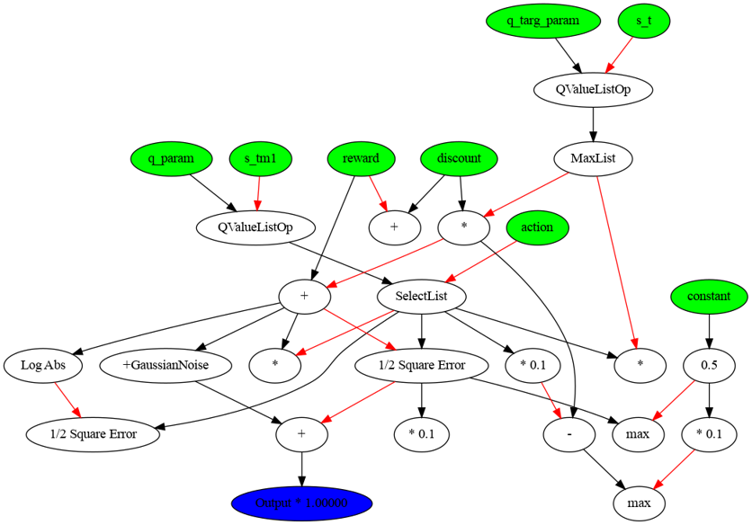 q_targ_param
s_t
QValueListOp
q_param
s_tm1
reward
discount
MaxList
QValueListOp
+
*
action
+
SelectList
constant
Log Abs
+GaussianNoise
*
1/2 Square Error
* 0.1
*
0.5
1/2 Square Error
+
* 0.1
-
max
* 0.1
Output * 1.00000
max